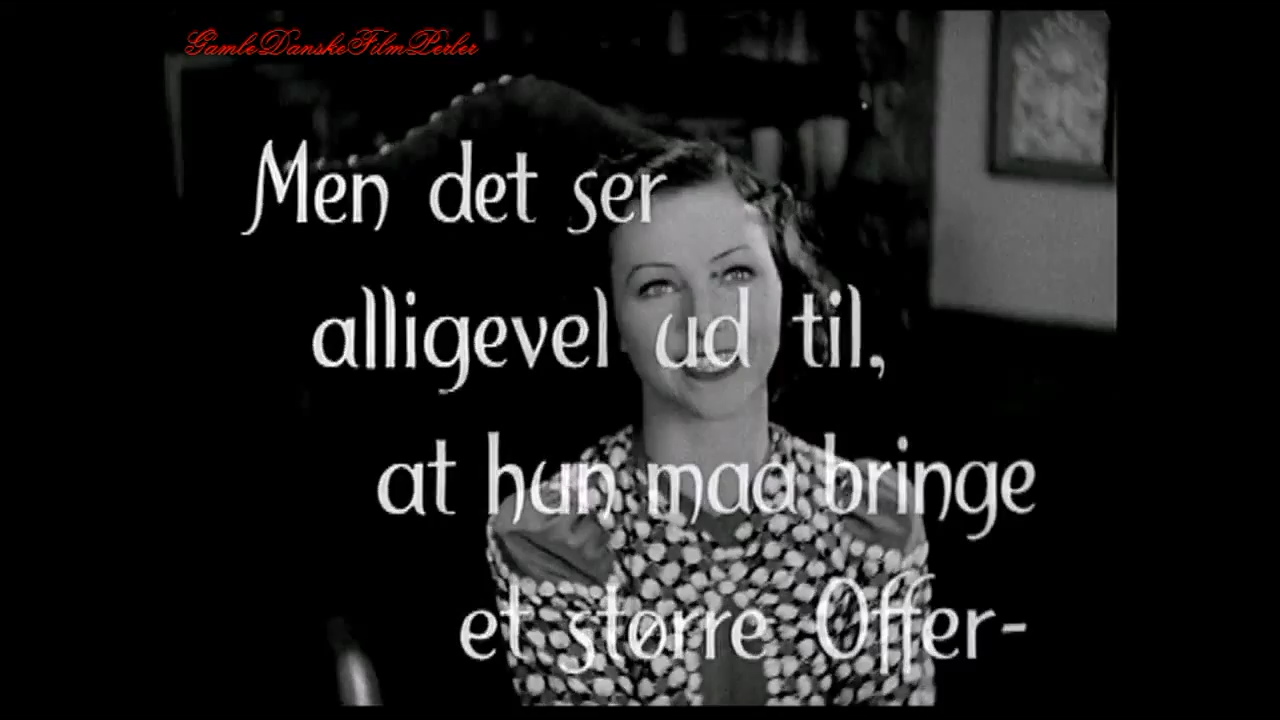 GamleDanskeFilmPerler
Men det ser
alligevel ud til,
at hun maa bringe
et større Offer-